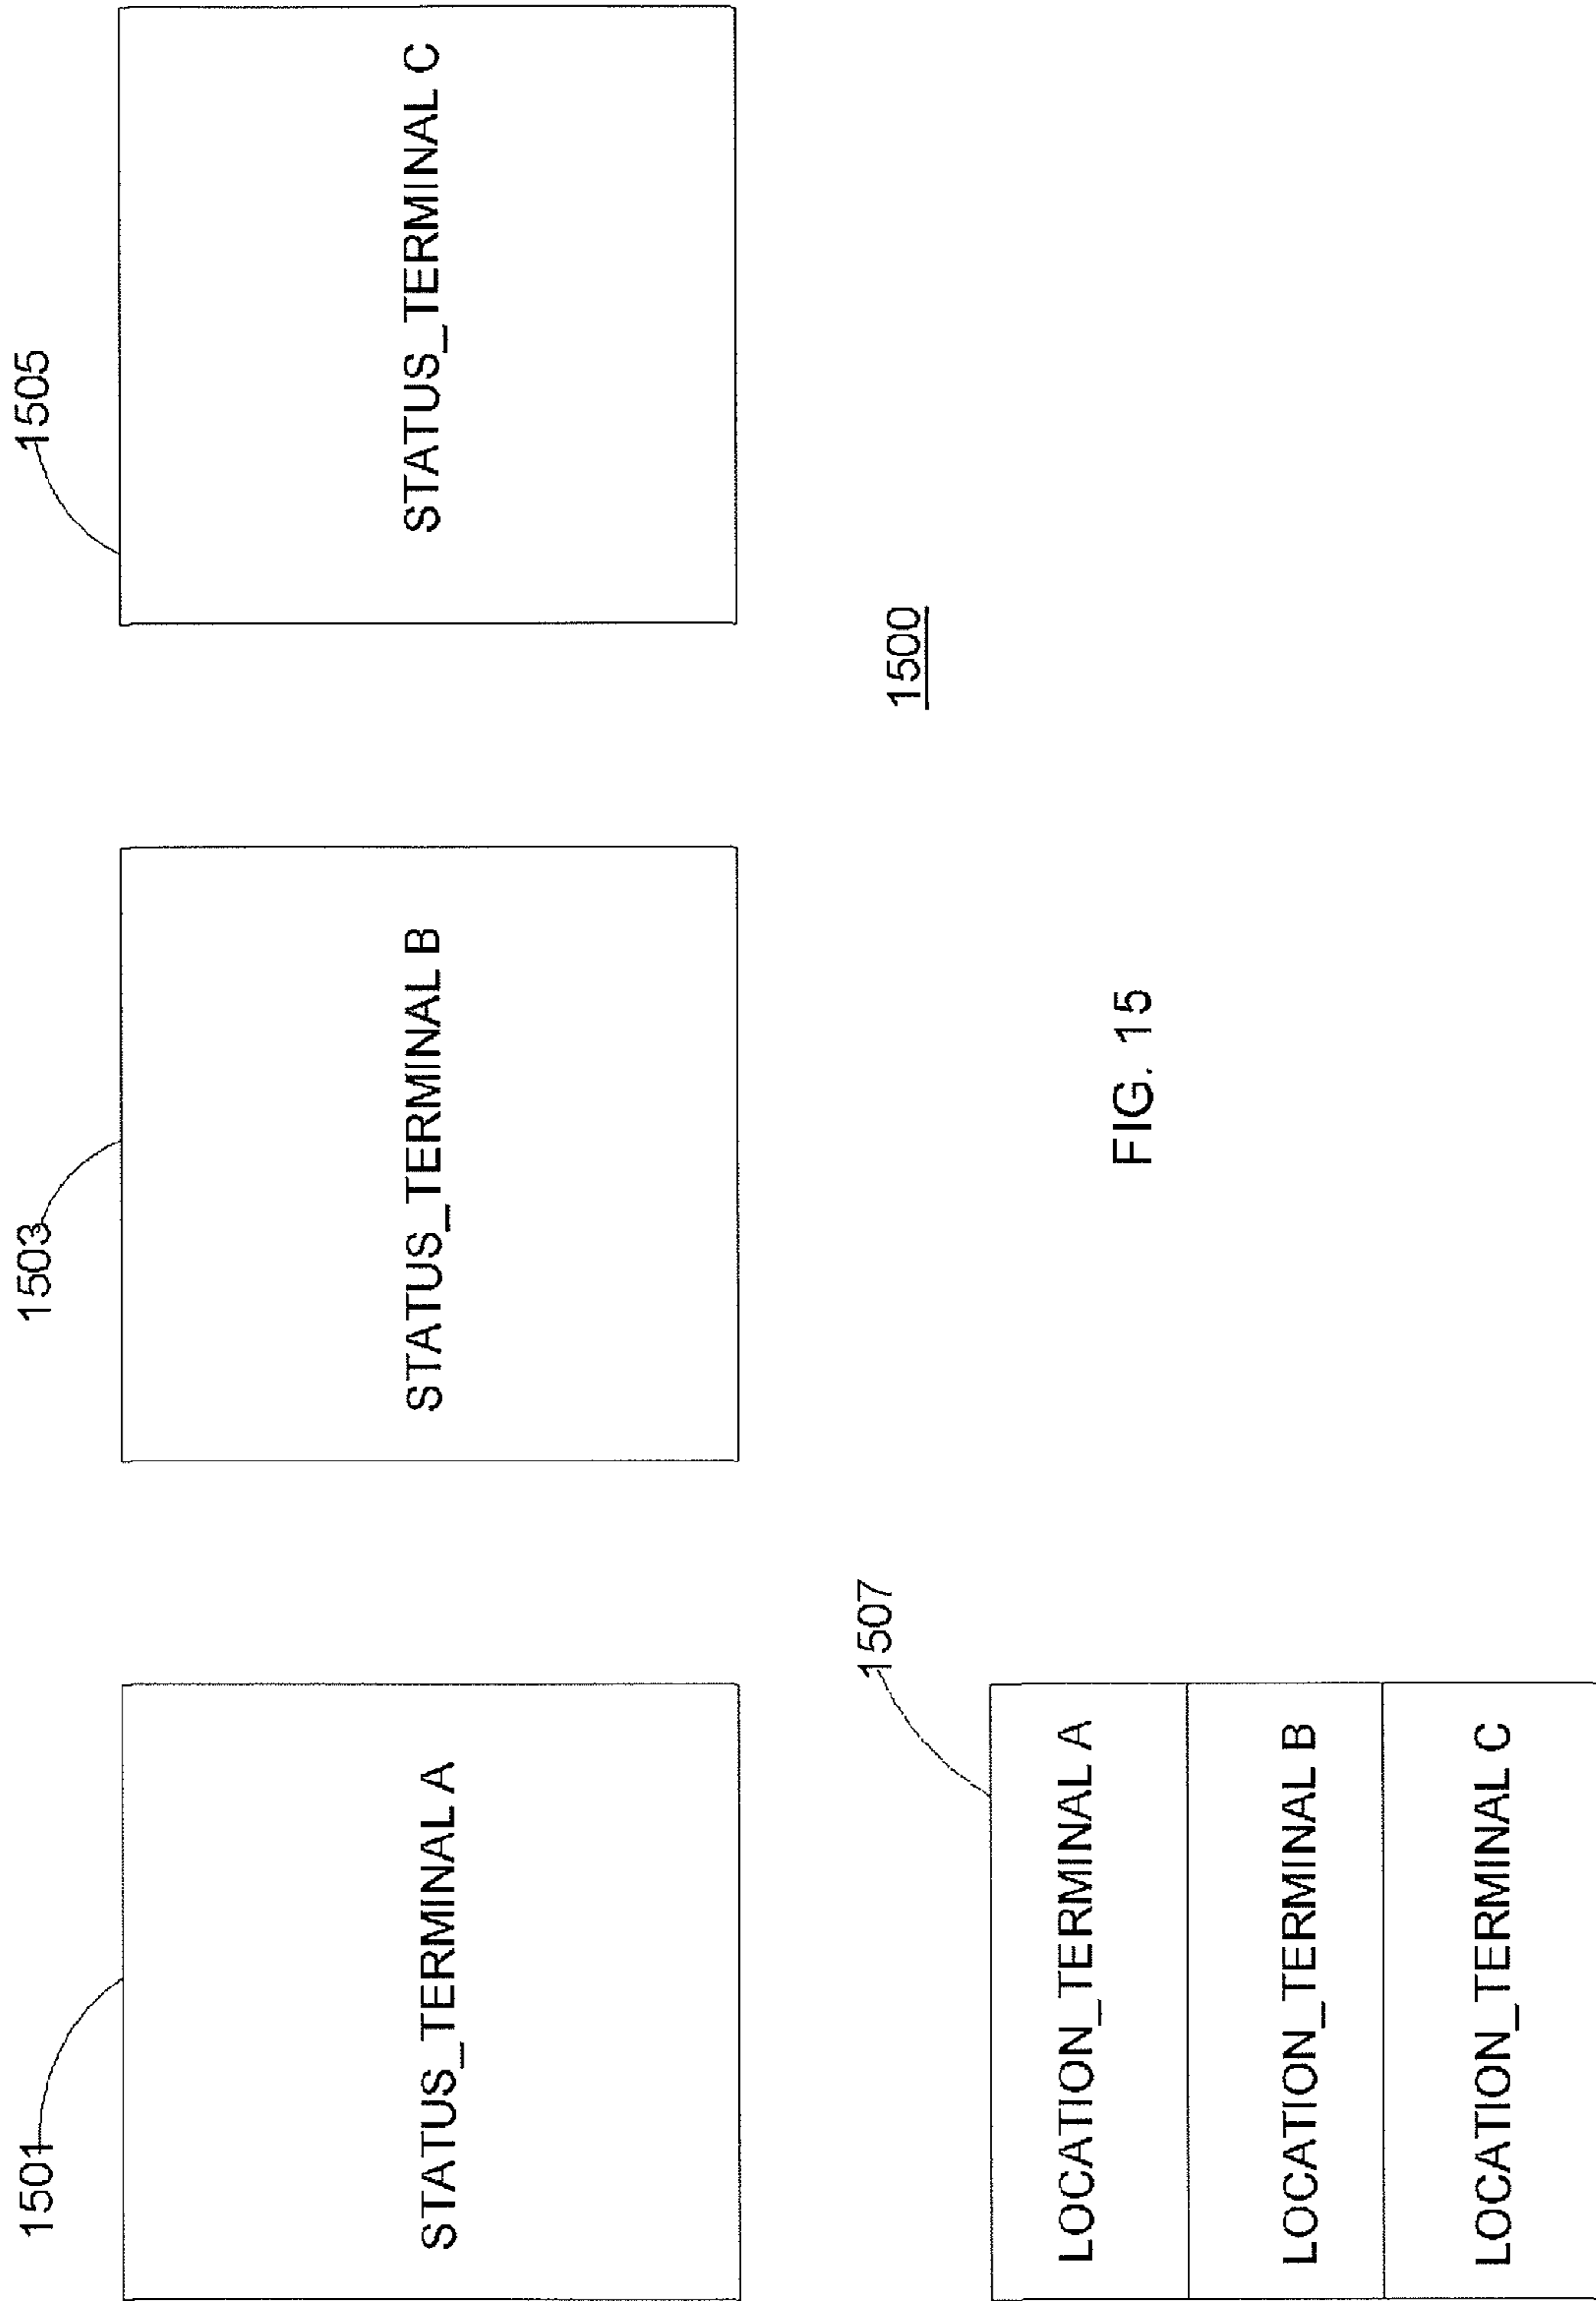 1501
1503
1505
STATUS_TERMINAL A
STATUS_TERMINAL B
STATUS_TERMINAL C
1507
1500
LOCATION_TERMINAL A
LOCATION_TERMINAL B
LOCATION_TERMINAL C
FIG. 15